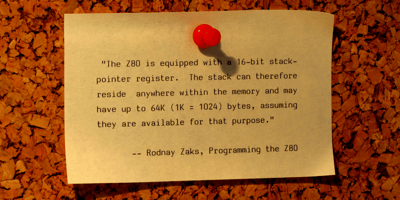 "The Z80 is equipped with a 16-bit stack-
pointer register. The stack can therefore
reside anywhere within the memory and may
have up to 64K (1K = 1024) bytes, assuming
they are available for that purpose."
-- Rodnay Zaks, Programming the Z80